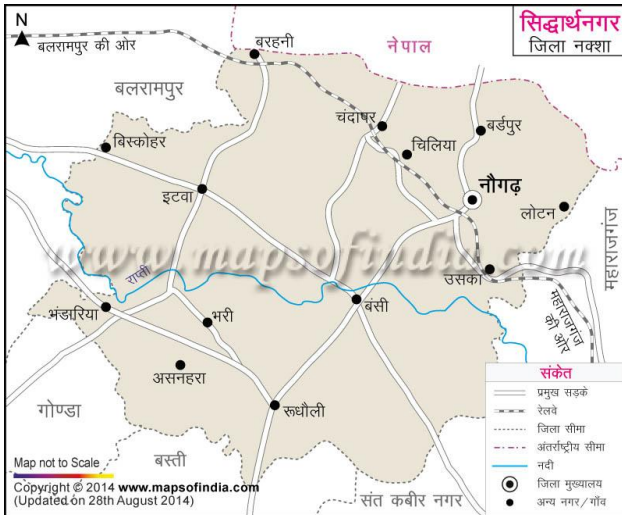 सिद्धार्थनगर
जिला नक्शा
N
बलरामपुर की ओर
बरहनी
नेपाल
बलरामपुर
चंदापर
बर्डपुर
बिस्कोहर
चिलिया
इटवा
नौगढ़
लोटन
www.mapsofindia.com
महाराजगंज
राप्ती
उसका
भंडारिया
बंसी
महाराजगंज
की ओर
भरी
असनहरा
गोण्डा
रूधौली
बस्ती
संत कबीर नगर
संकेत
प्रमुख सड़के
रेलवे
जिला सीमा
अंतर्राष्ट्रीय सीमा
नदी
जिला मुख्यालय
अन्य नगर/गाँव
Map not to Scale
Copyright © 2014 www.mapsofindia.com
(Updated on 28th August 2014)